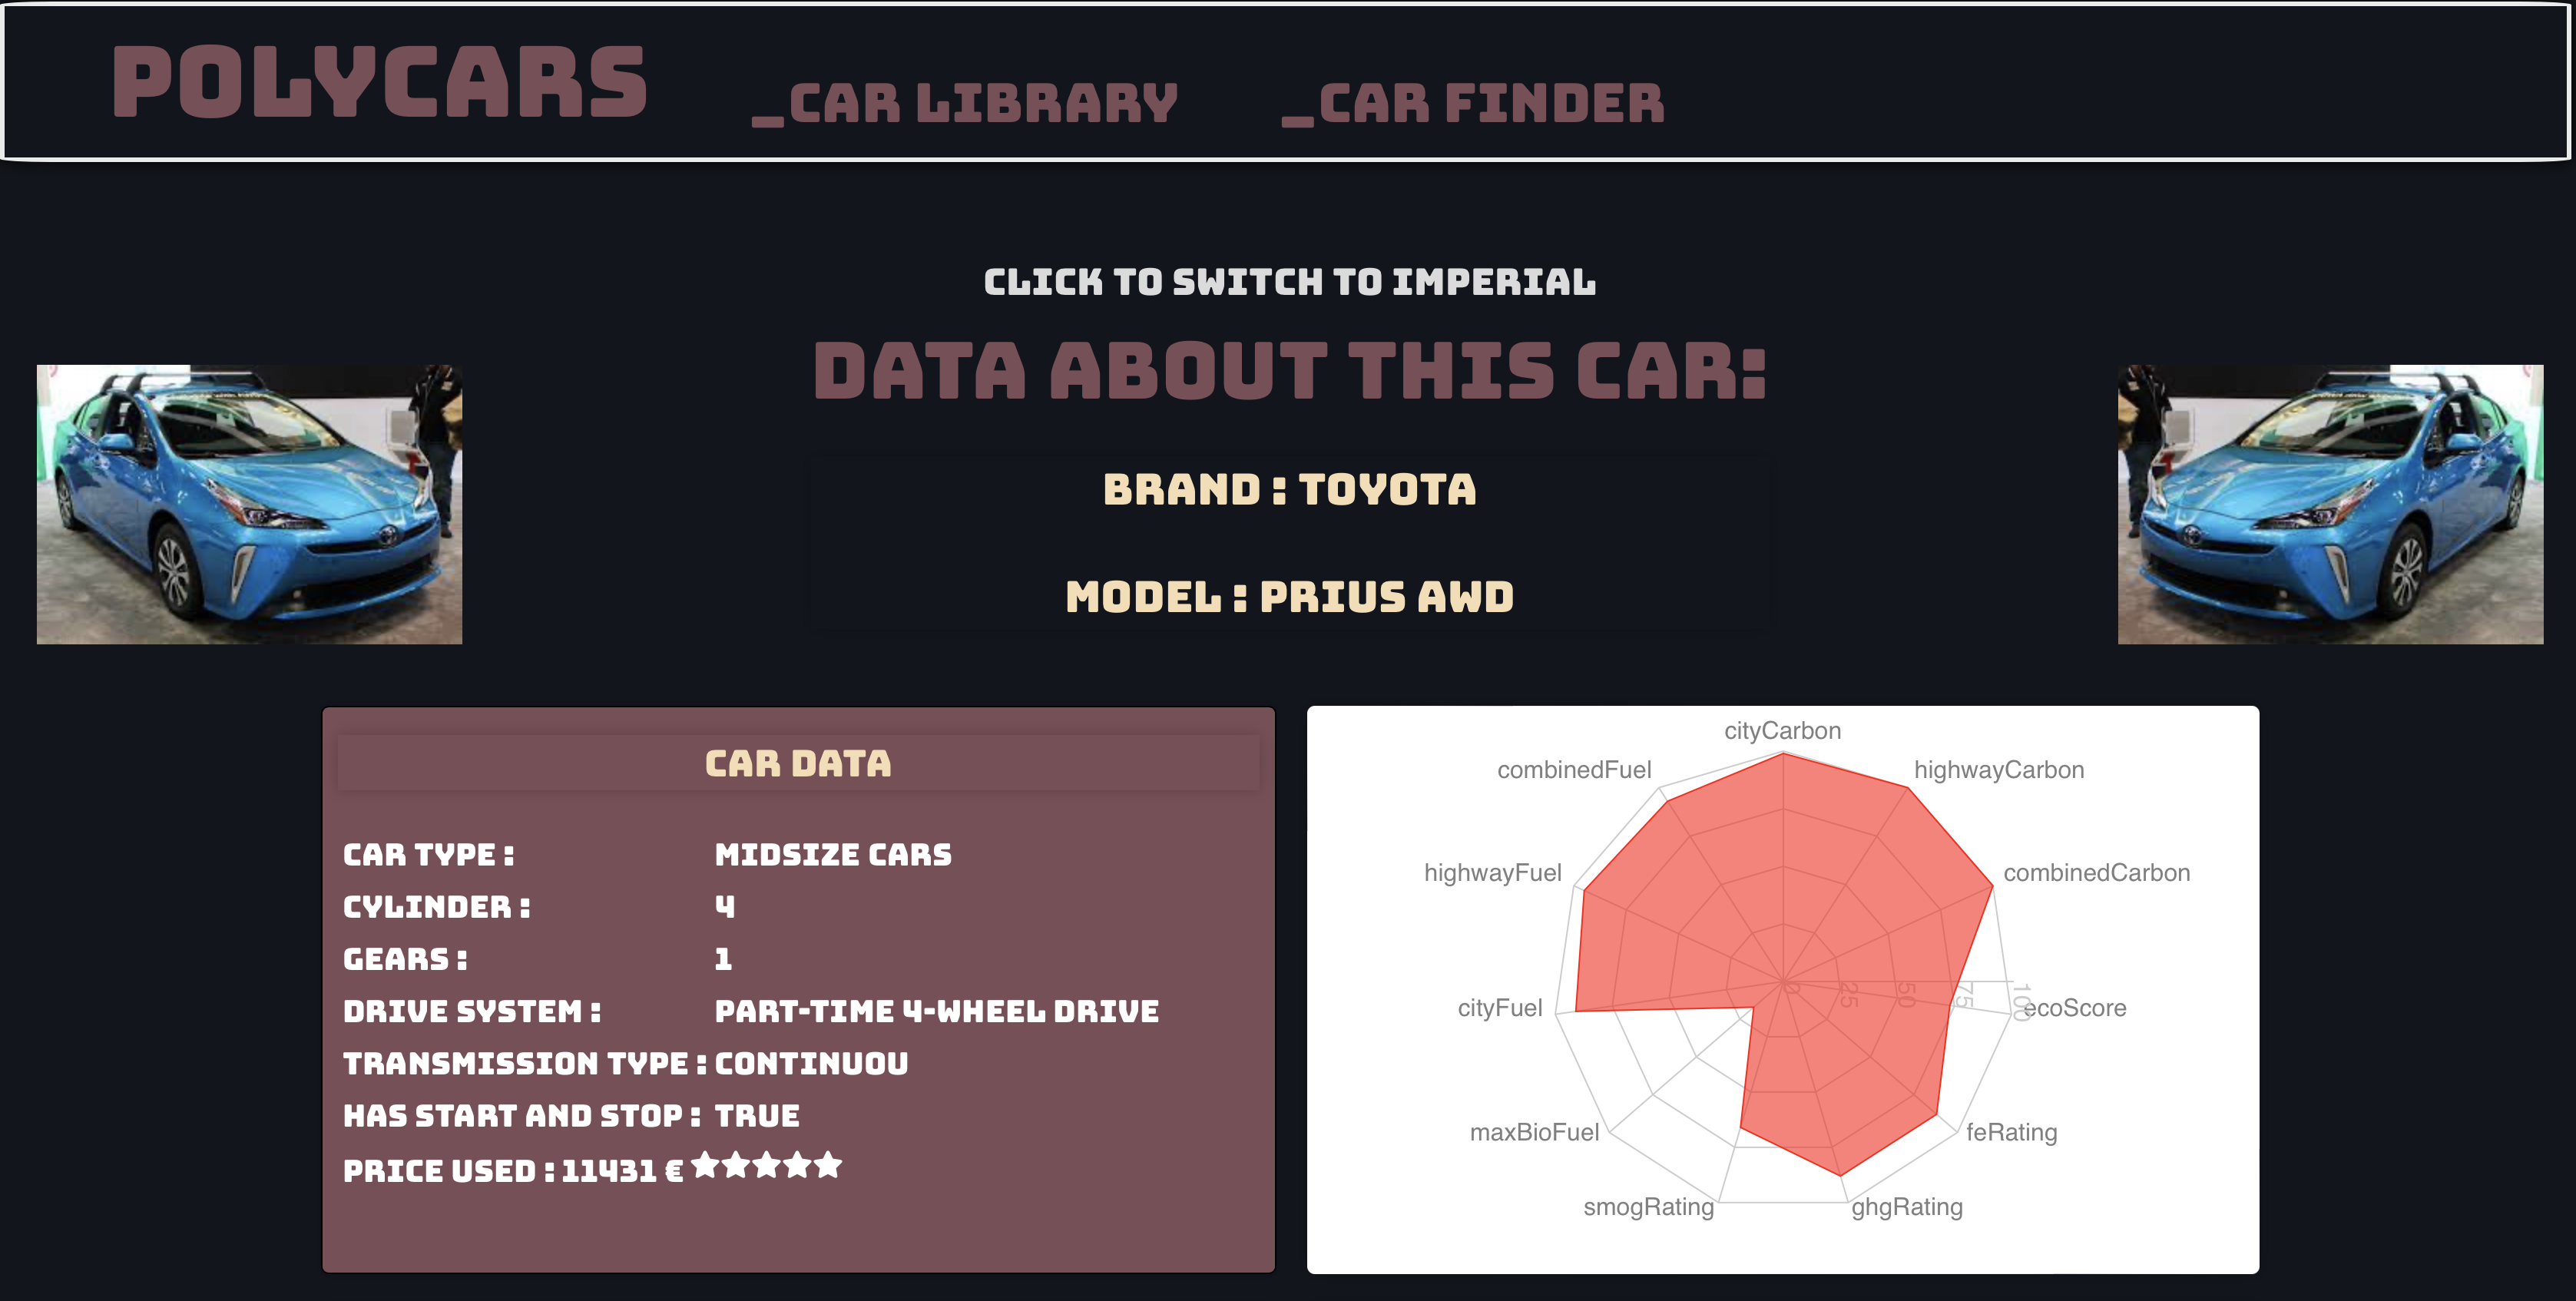 POLYCARS _CAR LIBRARY _CAR FINDER
CLICK TO SWITCH TO IMPERIAL
DATA ABOUT THIS CAR:
BRAND : TOYOTA
MODEL : PRIUS AWD
CAR DATA
CAR TYPE : MIDSIZE CARS
CYLINDER : 4
GEARS : 1
DRIVE SYSTEM : PART-TIME 4-WHEEL DRIVE
TRANSMISSION TYPE : CONTINUOU
HAS START AND STOP : TRUE
PRICE USED : 11431 € ★★★★★
cityCarbon
combinedFuel
highwayCarbon
highwayFuel
combinedCarbon
0 25 50 75 100
cityFuel
ecoScore
maxBioFuel
feRating
smogRating
ghgRating